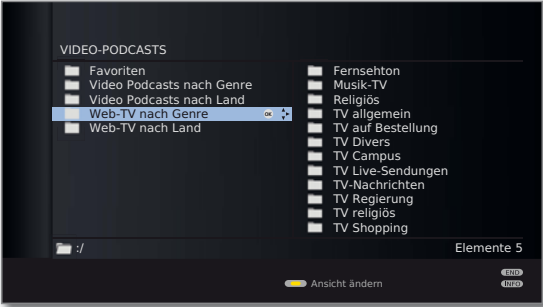 VIDEO-PODCASTS
Favoriten
Video Podcasts nach Genre
Video Podcasts nach Land
Web-TV nach Genre OK
Web-TV nach Land
Fernsehton
Musik-TV
Religiös
TV allgemein
TV auf Bestellung
TV Divers
TV Campus
TV Live-Sendungen
TV-Nachrichten
TV Regierung
TV religiös
TV Shopping
:/ Elemente 5
END
Ansicht ändern INFO